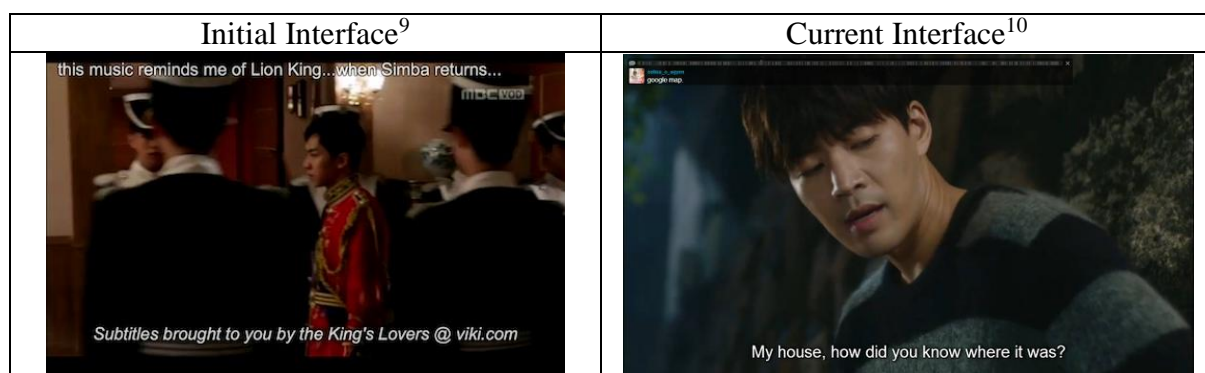 Initial Interface9
Current Interface10
this music reminds me of Lion King...when Simba returns...
mbc VOD
Subtitles brought to you by the King's Lovers @ viki.com
google map.
My house, how did you know where it was?